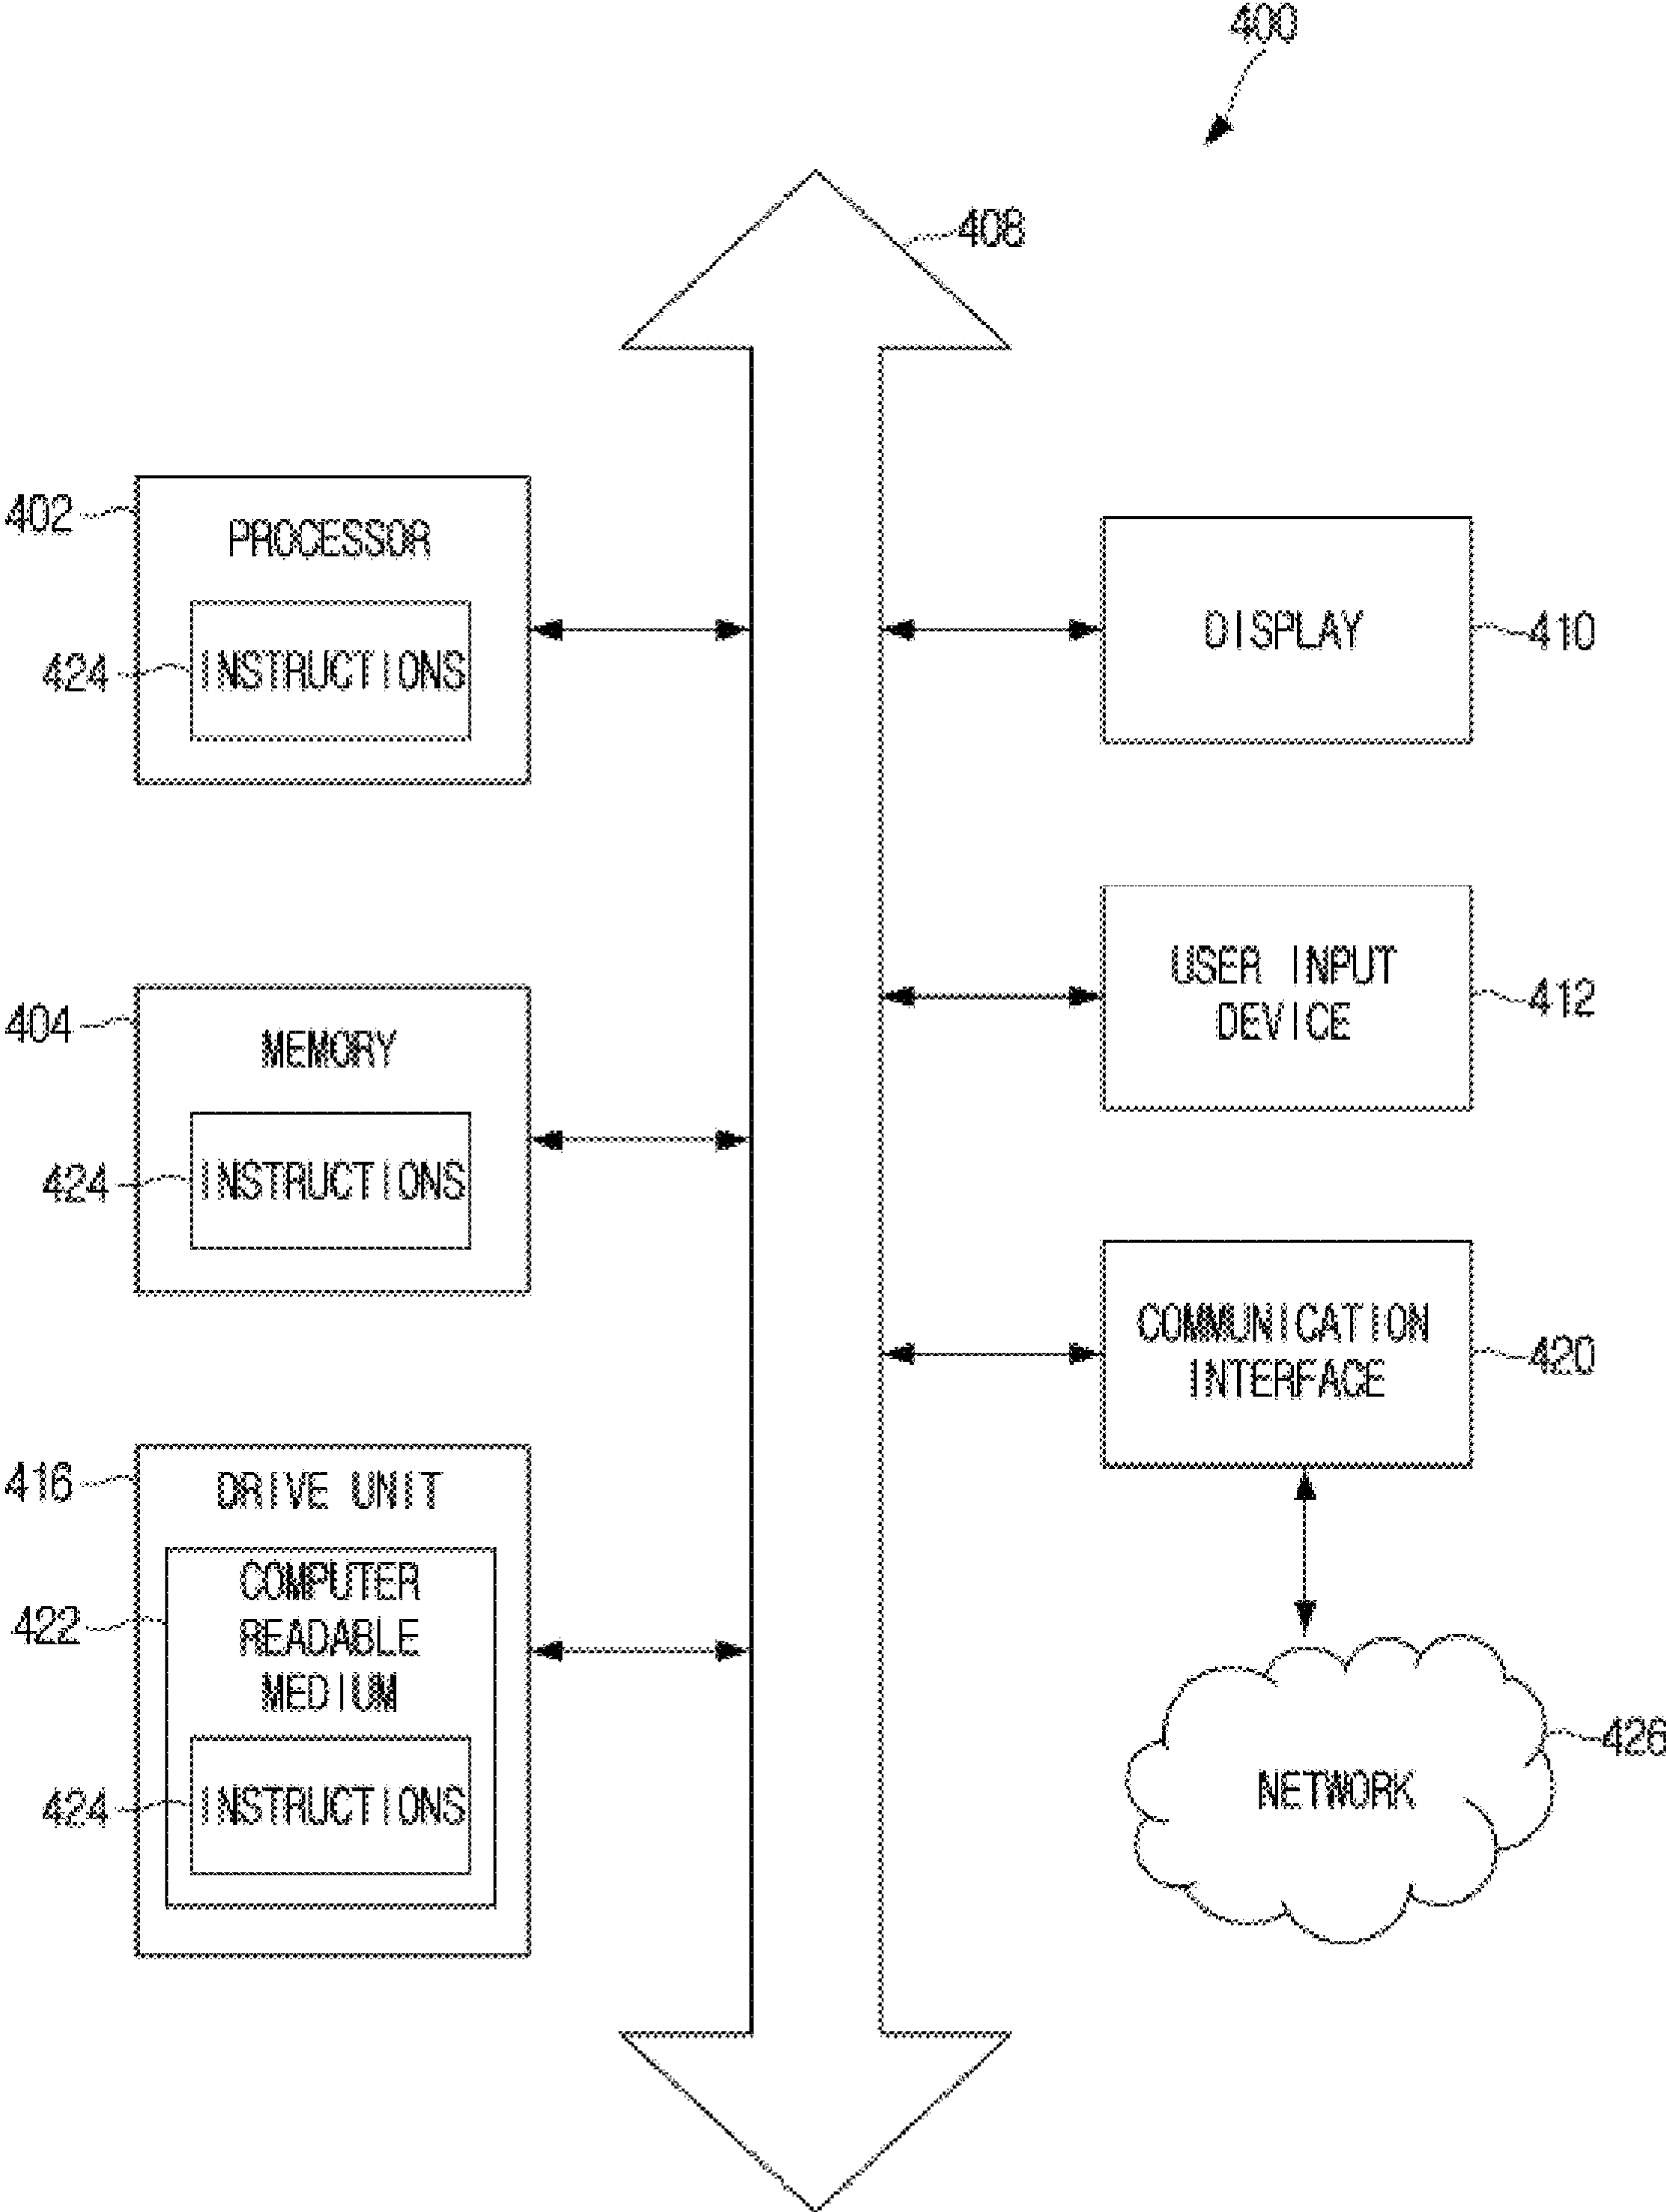 400
408
402
PROCESSOR
424
INSTRUCTIONS
DISPLAY
410
404
MEMORY
424
INSTRUCTIONS
USER INPUT
DEVICE
412
COMMUNICATION
INTERFACE
420
416
DRIVE UNIT
422
COMPUTER
READABLE
MEDIUM
424
INSTRUCTIONS
NETWORK
426